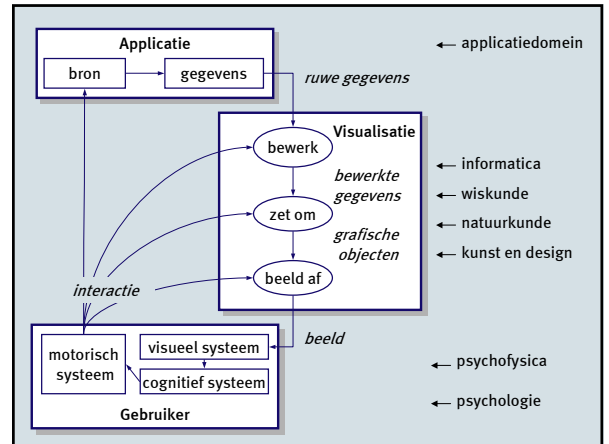 Applicatie
applicatiedomein
bron
gegevens
ruwe gegevens
Visualisatie
bewerk
bewerkte
gegevens
informatica
wiskunde
zet om
natuurkunde
grafische
objecten
kunst en design
beeld af
interactie
beeld
motorisch
systeem
visueel systeem
cognitief systeem
psychofysica
Gebruiker
psychologie